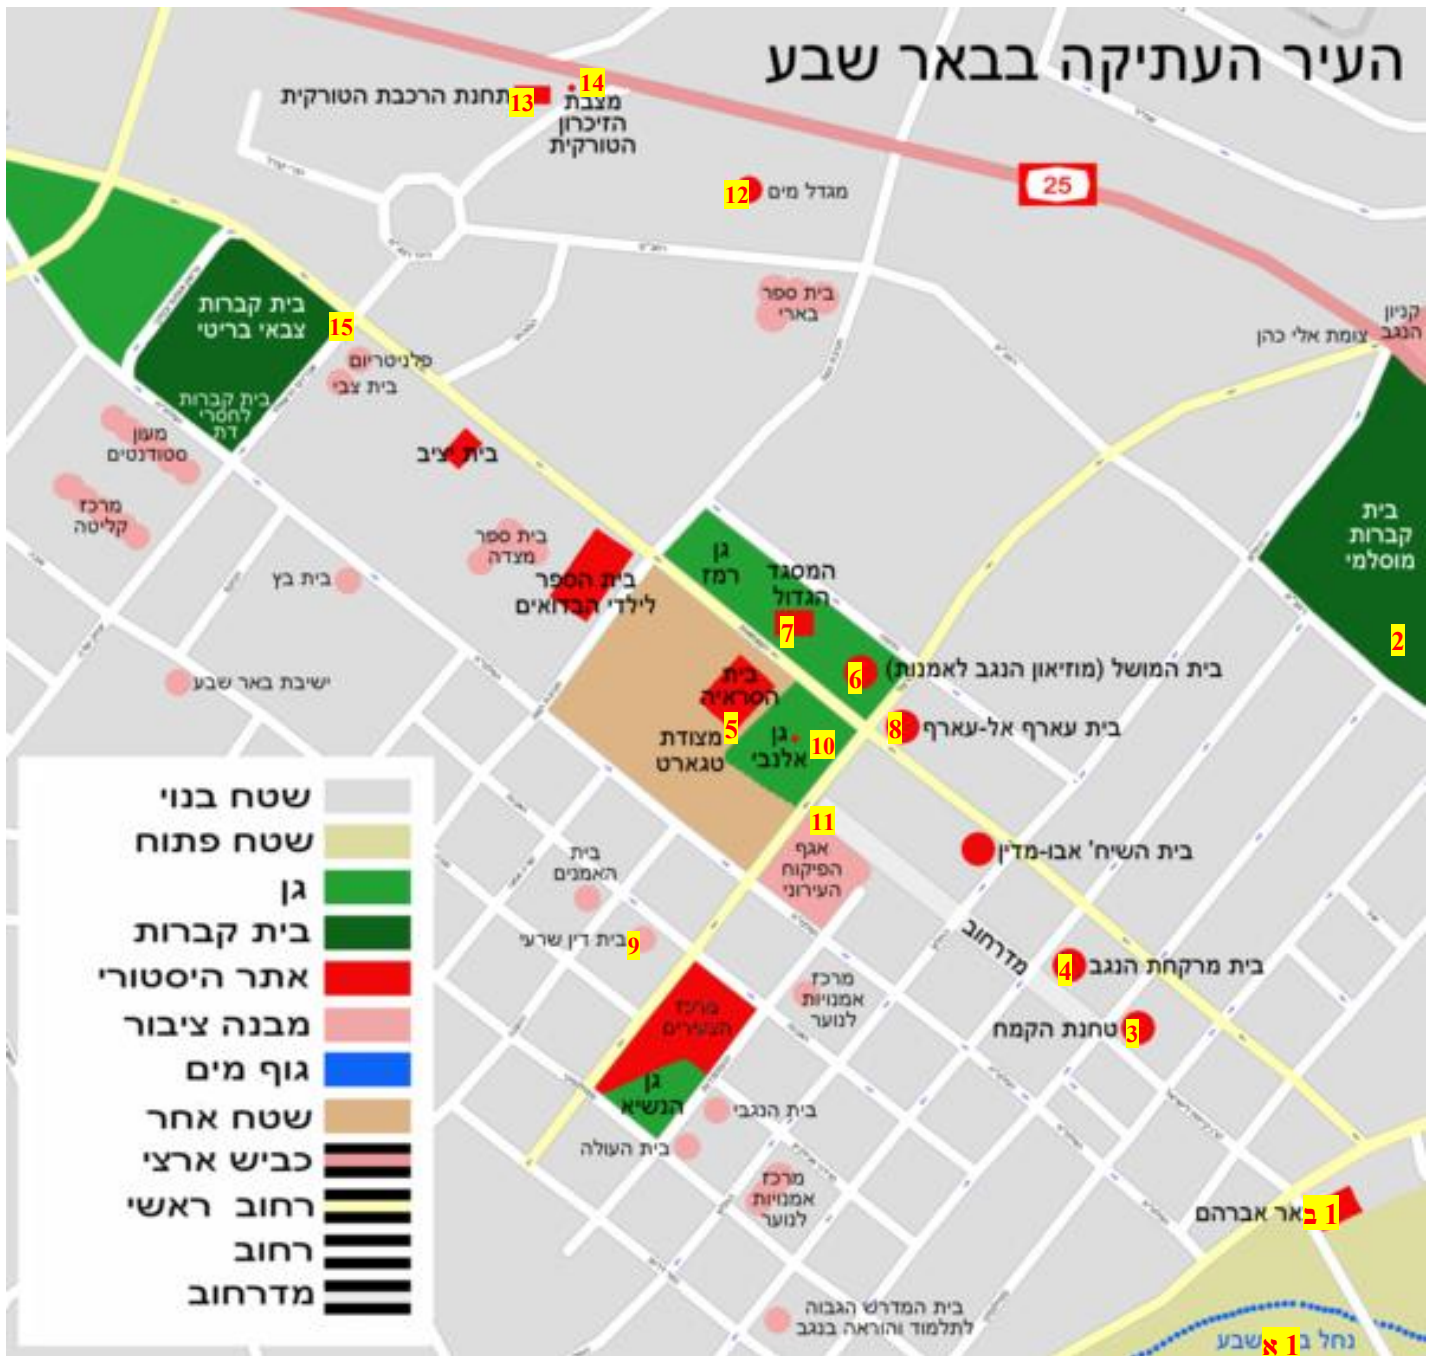 העיר העתיקה בבאר שבע
14
13
תחנת הרכבת הטורקית
מצבת
הזיכרון
הטורקית
25
12
מגדל מים
בית ספר
בארי
קניון
הנגב
צומת אלי כהן
בית קברות
צבאי בריטי
15
פלניטריום
בית צבי
בית קברות
לחסרי
דת
מעון
סטודנטים
בית יציב
מרכז
קליטה
בית ספר
מצדה
בית
קברות
מוסלמי
2
גן
רמז
המסגד
הגדול
7
בית בץ
בית הספר
לילדי הבדואים
בית המושל (מוזיאון הנגב לאמנות)
6
ישיבת באר שבע
בית
הסראיה
5
בית עארף אל-עארף
8
מצודת
טגארט
גן
אלנבי
10
11
אגף
הפיקוח
העירוני
בית השיח' אבו-מדין
בית
האמנים
בית דין שרעי
9
מדרחוב
בית מרקחת הנגב
4
מרכז
אמנויות
לנוער
מרכז
הצעירים
טחנת הקמח
3
גן
הנשיא
בית הנגבי
בית העולה
מרכז
אמנויות
לנוער
באר אברהם
1 ב
בית המדרש הגבוה
לתלמוד והוראה בנגב
נחל באר שבע
1 א
שטח בנוי
שטח פתוח
גן
בית קברות
אתר היסטורי
מבנה ציבור
גוף מים
שטח אחר
כביש ארצי
רחוב ראשי
רחוב
מדרחוב